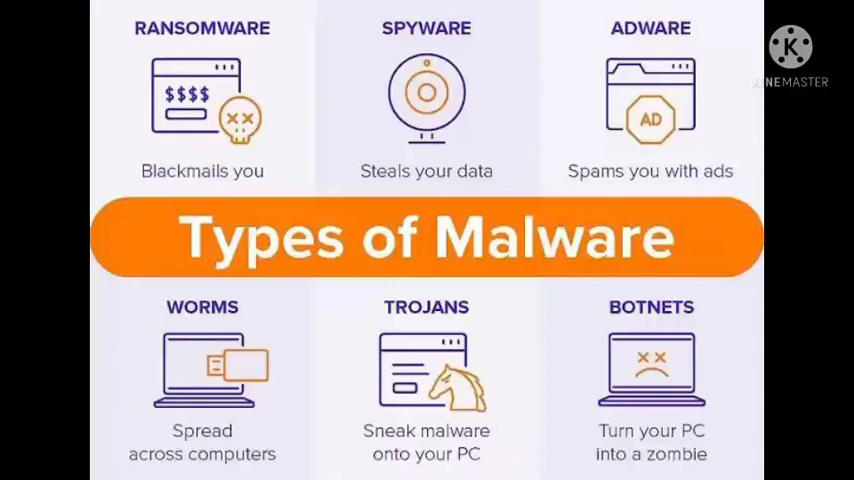 RANSOMWARE
SPYWARE
ADWARE
K
KINEMASTER
$$$$
AD
Blackmails you
Steals your data
Spams you with ads
Types of Malware
WORMS
TROJANS
BOTNETS
Spread
across computers
Sneak malware
onto your PC
Turn your PC
into a zombie